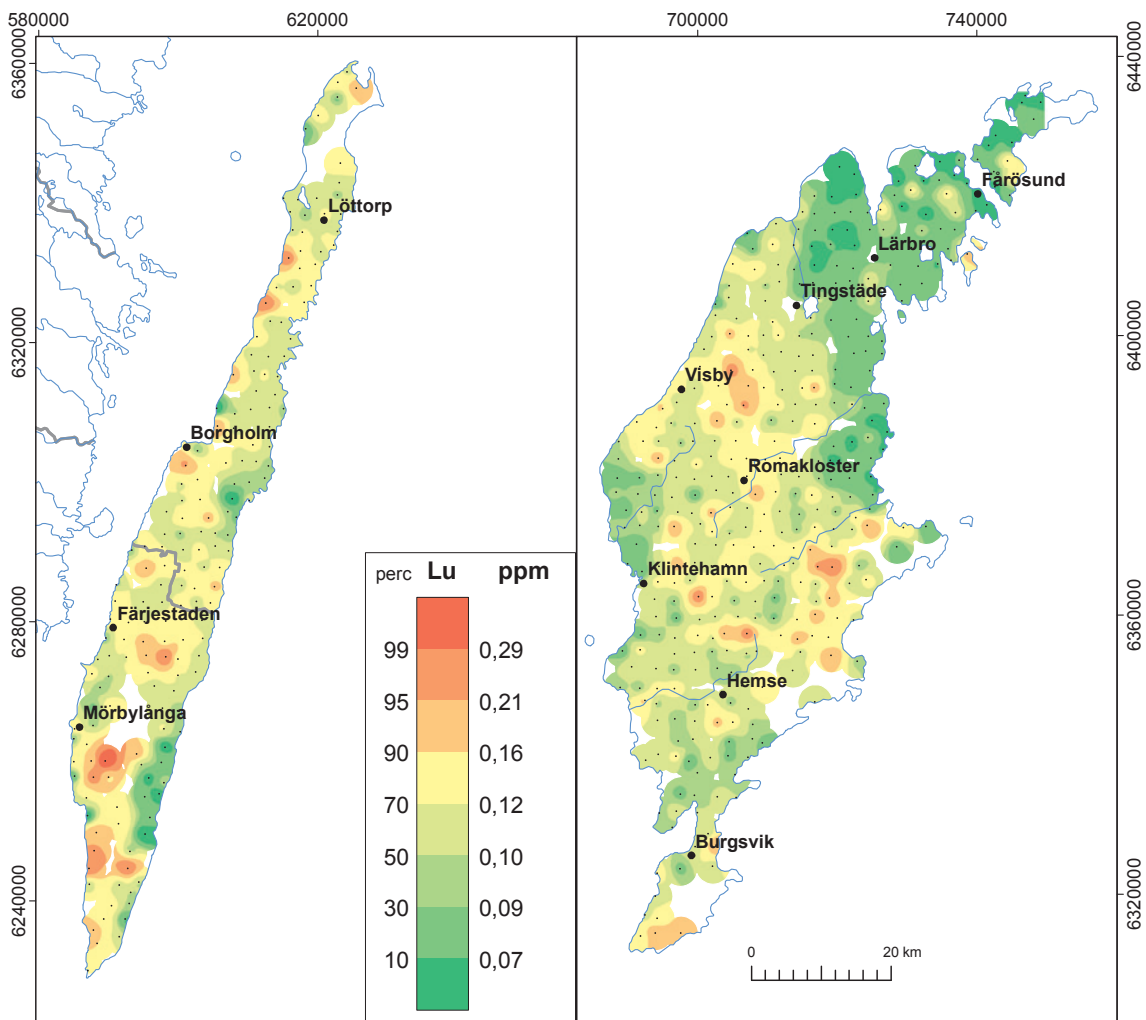 580000
620000
700000
740000
6360000
6320000
6280000
6240000
6440000
6400000
6360000
6320000
Löttorp
Borgholm
Färjestaden
Mörbylånga
Fårösund
Lärbro
Tingstäde
Visby
Romakloster
Klintehamn
Hemse
Burgsvik
perc Lu ppm
99 0,29
95 0,21
90 0,16
70 0,12
50 0,10
30 0,09
10 0,07
0 20 km